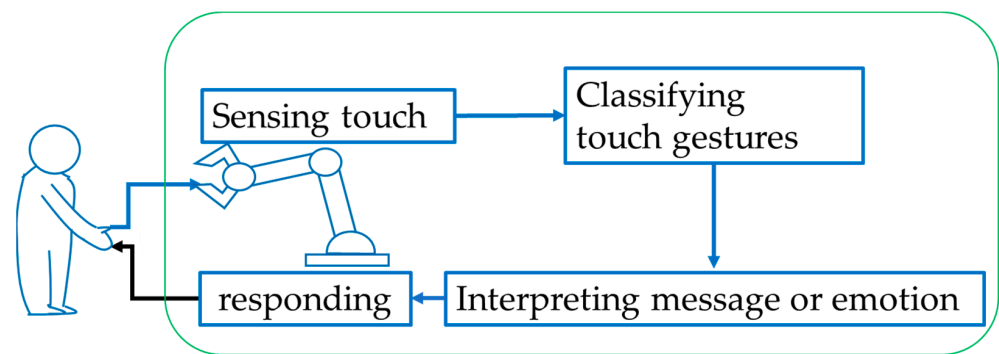 Sensing touch
Classifying
touch gestures
responding
Interpreting message or emotion